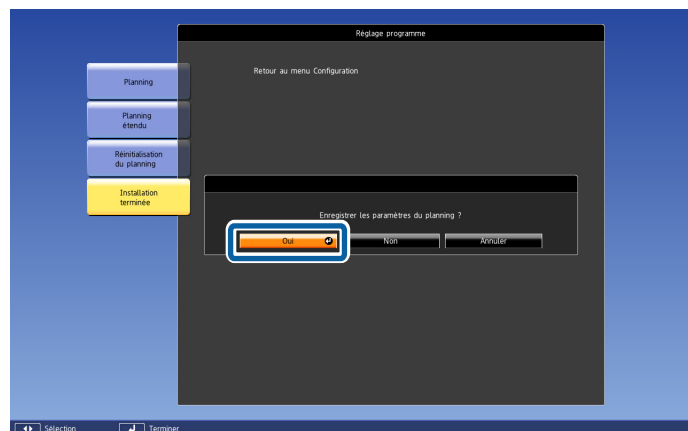 Réglage programme
Planning
Planning
étendu
Réinitialisation
du planning
Installation
terminée
Retour au menu Configuration
Enregistrer les paramètres du planning ?
Oui
Non
Annuler
Sélection
Terminer